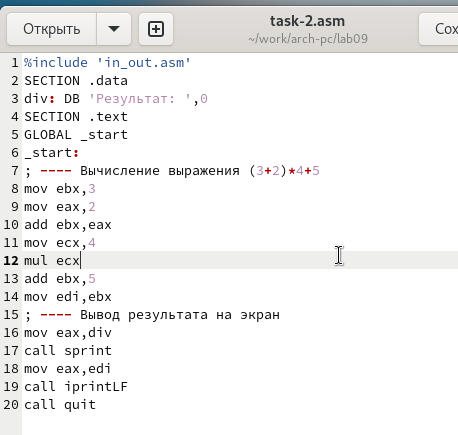 Открыть
task-2.asm
~/work/arch-pc/lab09
Сох
1 %include 'in_out.asm'
2 SECTION .data
3 div: DB 'Результат: ',0
4 SECTION .text
5 GLOBAL _start
6 _start:
7 ; ---- Вычисление выражения (3+2)*4+5
8 mov ebx,3
9 mov eax,2
10 add ebx,eax
11 mov ecx,4
12 mul ecx
13 add ebx,5
14 mov edi,ebx
15 ; ---- Вывод результата на экран
16 mov eax,div
17 call sprint
18 mov eax,edi
19 call iprintLF
20 call quit